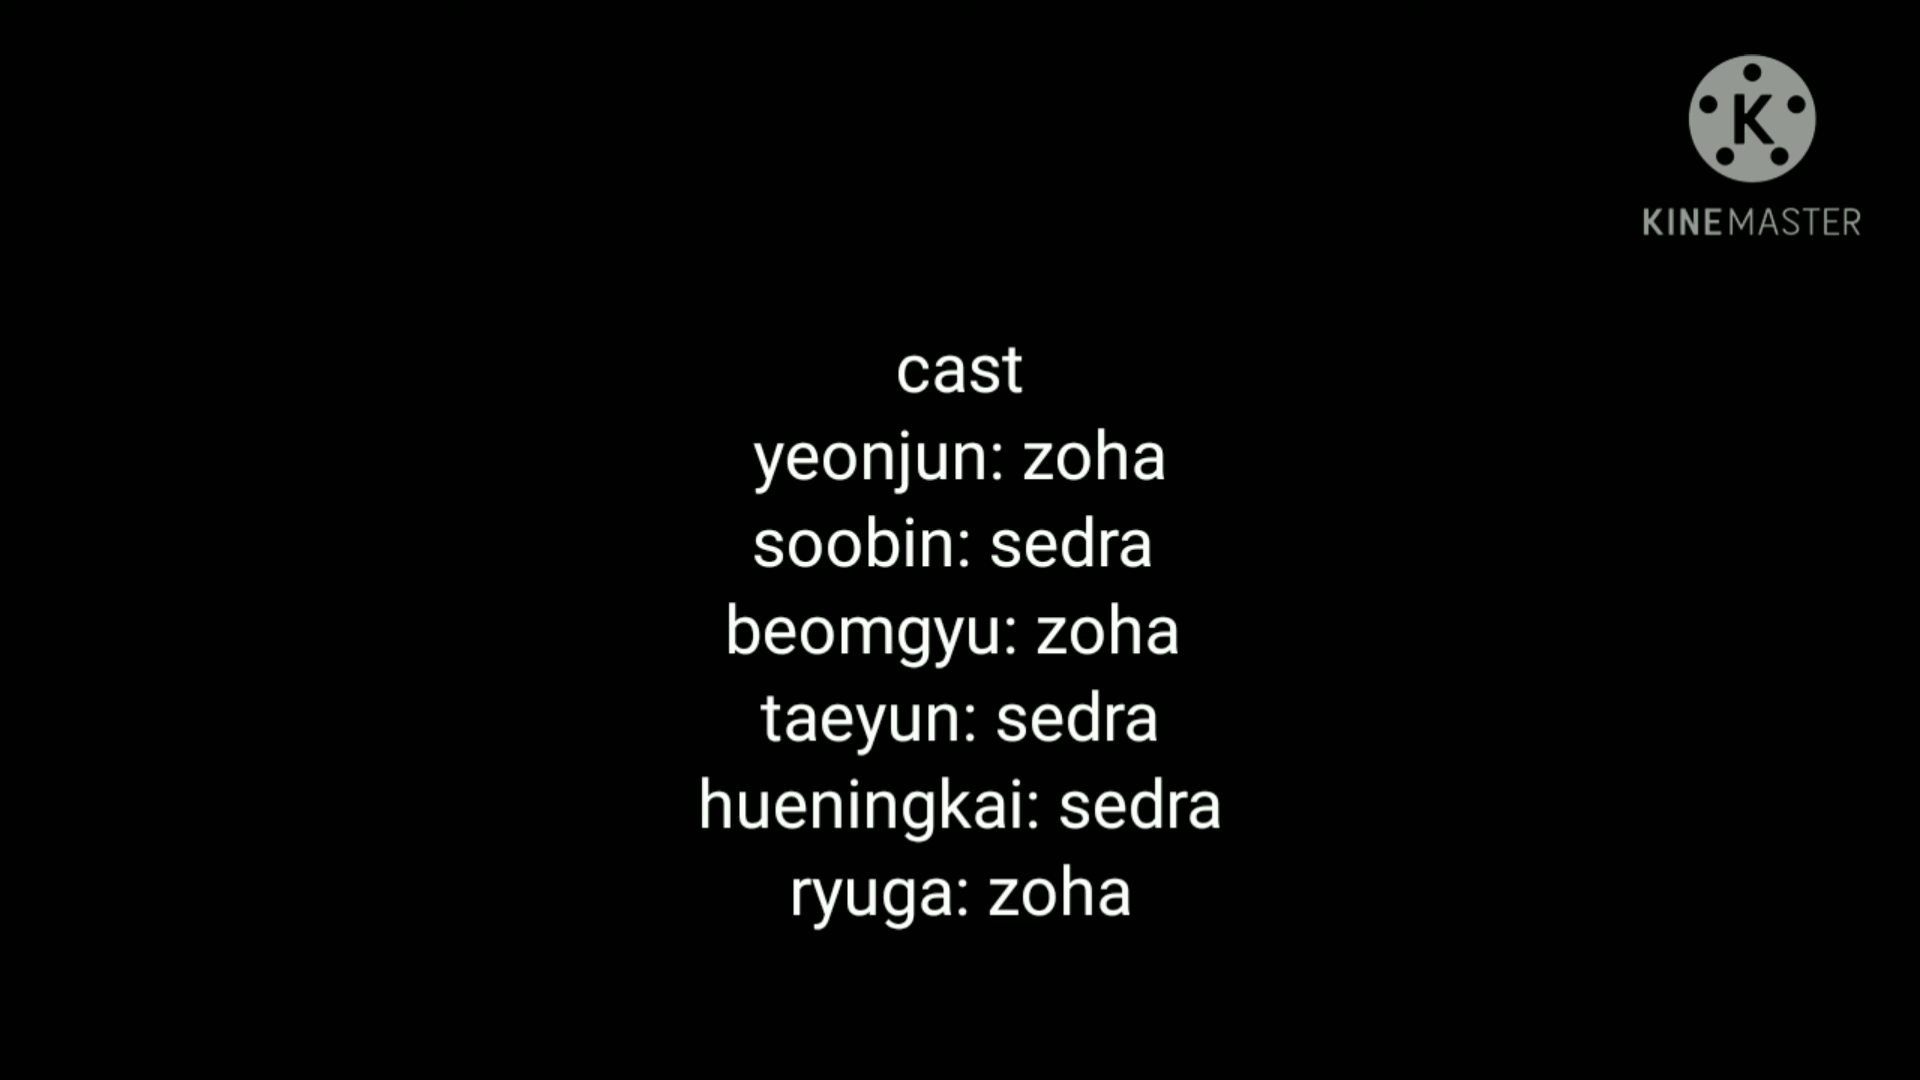 K
KINEMASTER
cast
yeonjun: zoha
soobin: sedra
beomgyu: zoha
taeyun: sedra
hueningkai: sedra
ryuga: zoha